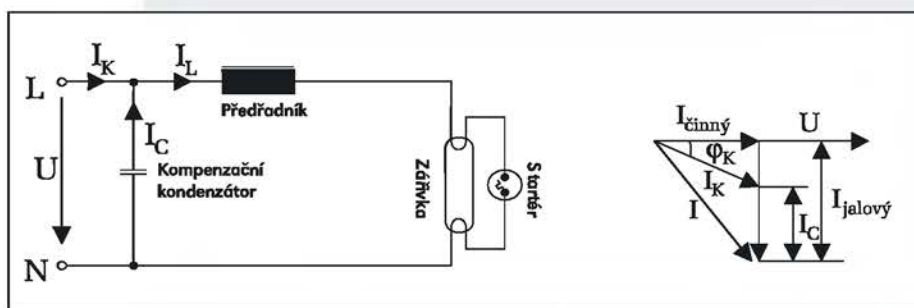 L
I_K
I_L
Předřadník
I_C
U
Kompenzační
kondenzátor
Zářivka
Startér
N
I_činný
U
φ_K
I_K
I
I_C
I_jalový